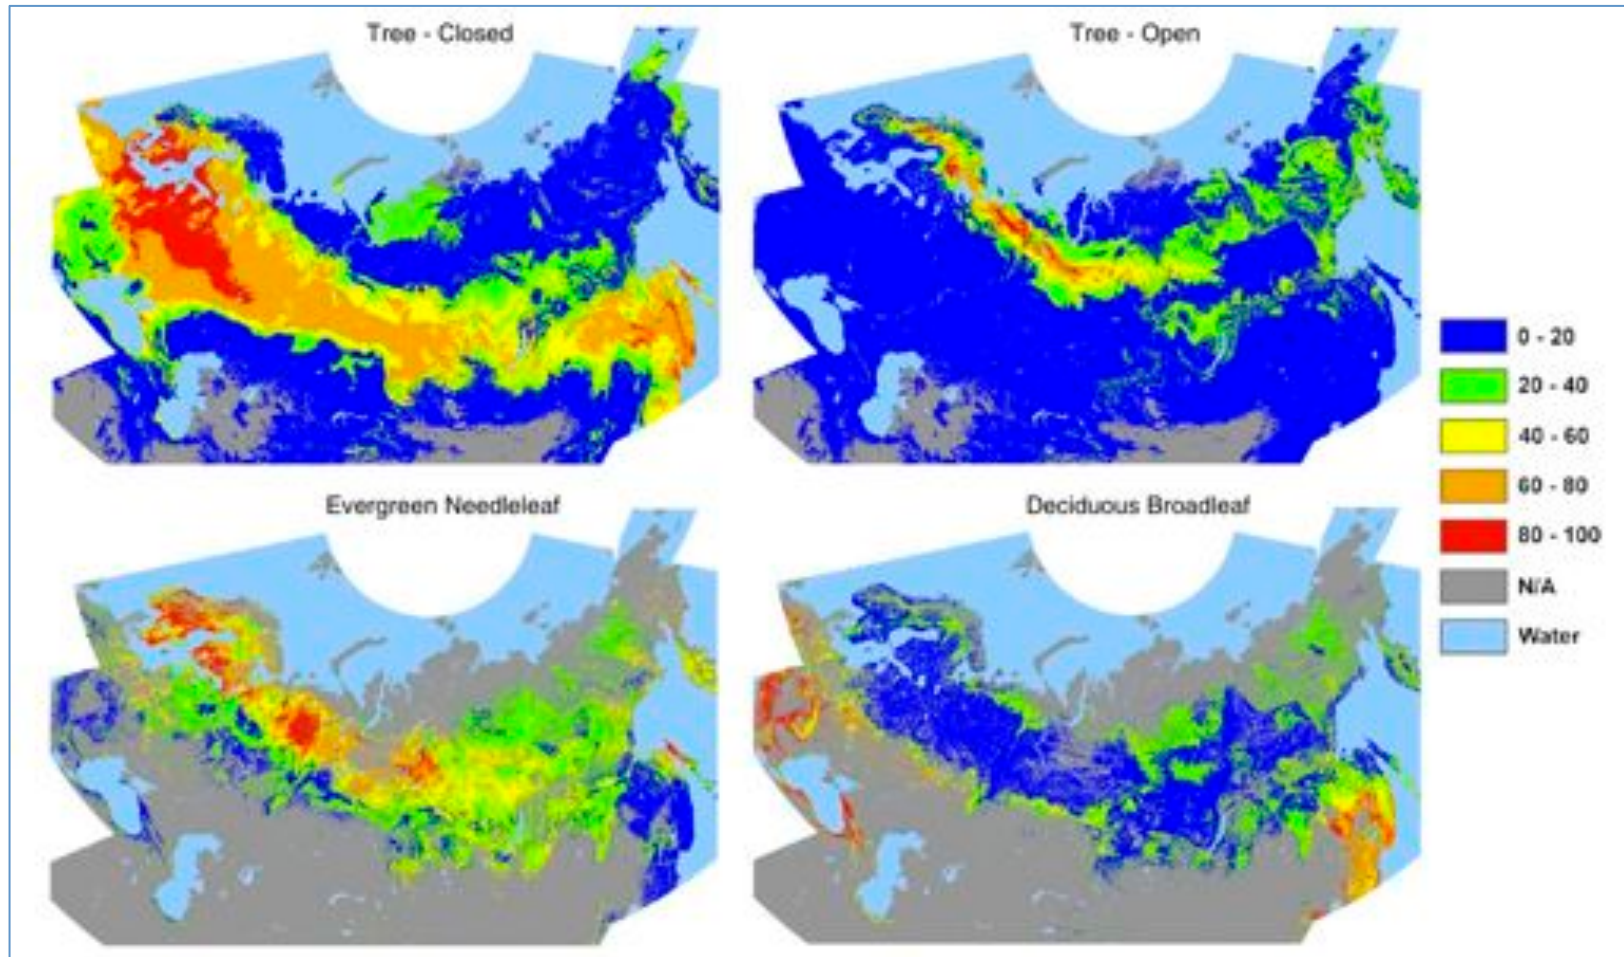 Tree - Closed
Tree - Open
Evergreen Needleleaf
Deciduous Broadleaf
0 - 20
20 - 40
40 - 60
60 - 80
80 - 100
N/A
Water